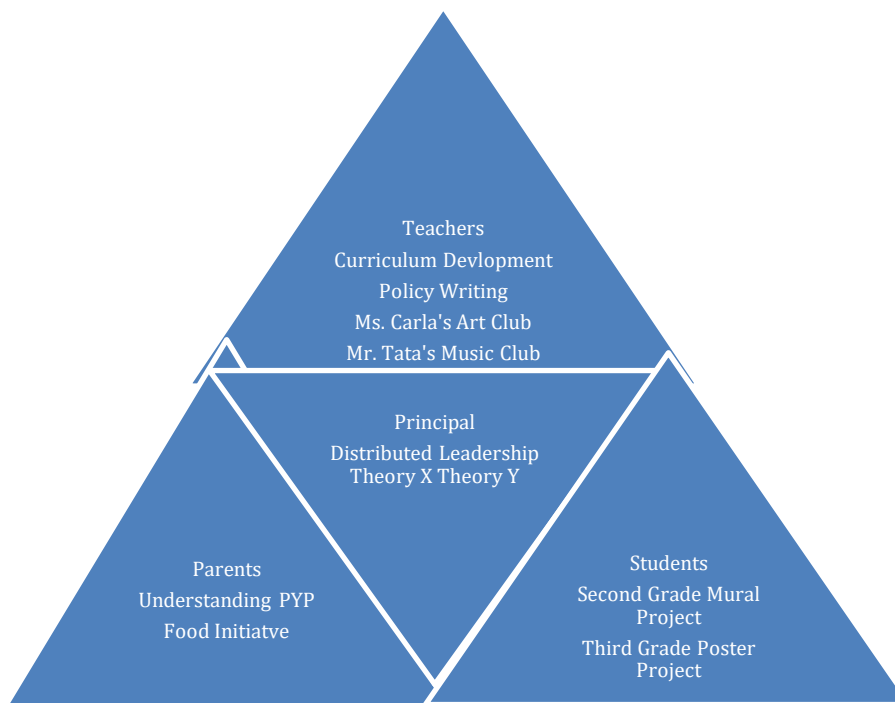 Teachers
Curriculum Devlopment
Policy Writing
Ms. Carla's Art Club
Mr. Tata's Music Club
Principal
Distributed Leadership
Theory X Theory Y
Parents
Understanding PYP
Food Initiatve
Students
Second Grade Mural
Project
Third Grade Poster
Project